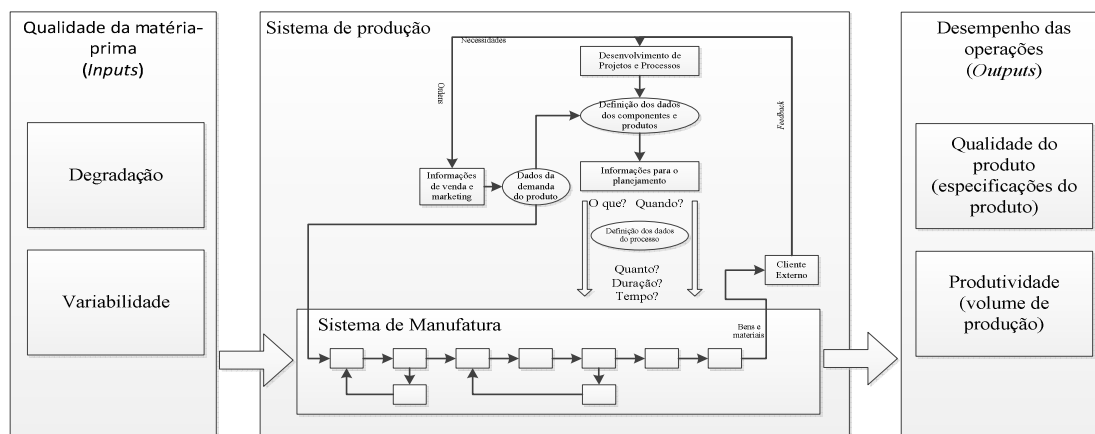 Qualidade da matéria-
prima
(Inputs)
Degradação
Variabilidade
Sistema de produção
Necessidades
Ordens
Feedback
Desenvolvimento de
Projetos e Processos
Definição dos dados
dos componentes e
produtos
Informações para o
planejamento
Informações
de venda e
marketing
Dados da
demanda
do produto
O que? Quando?
Definição dos dados
do processo
Quanto?
Duração?
Tempo?
Cliente
Externo
Bens e
materiais
Sistema de Manufatura
Desempenho das
operações
(Outputs)
Qualidade do
produto
(especificações do
produto)
Produtividade
(volume de
produção)